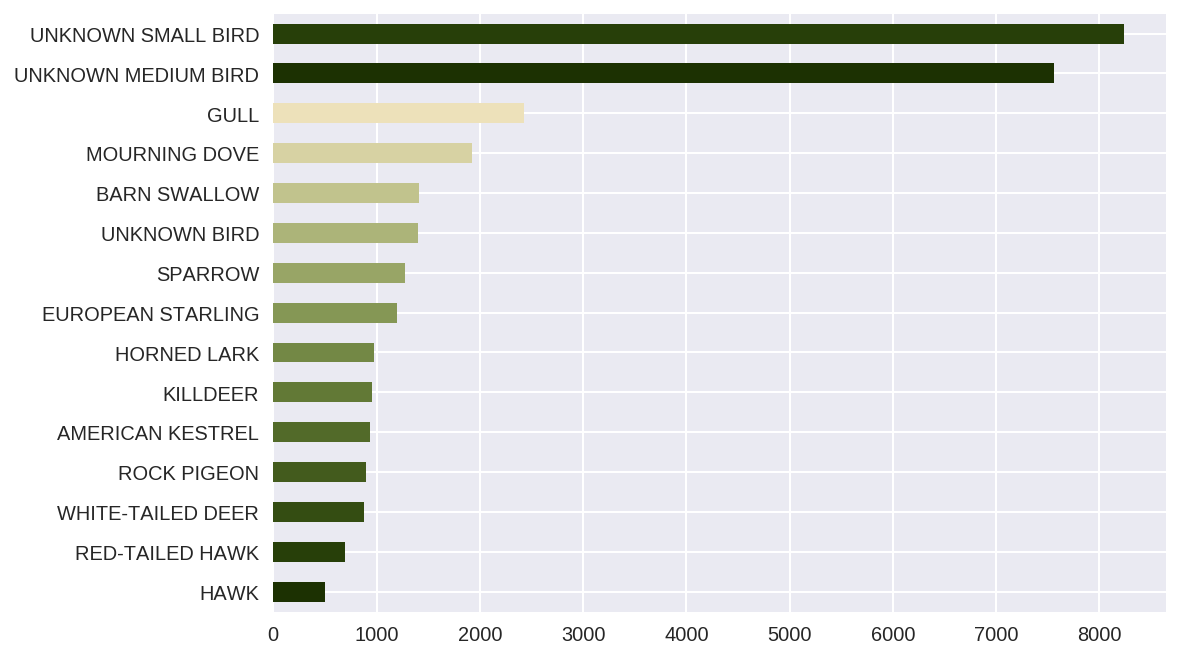 UNKNOWN SMALL BIRD
UNKNOWN MEDIUM BIRD
GULL
MOURNING DOVE
BARN SWALLOW
UNKNOWN BIRD
SPARROW
EUROPEAN STARLING
HORNED LARK
KILLDEER
AMERICAN KESTREL
ROCK PIGEON
WHITE-TAILED DEER
RED-TAILED HAWK
HAWK
0 1000 2000 3000 4000 5000 6000 7000 8000